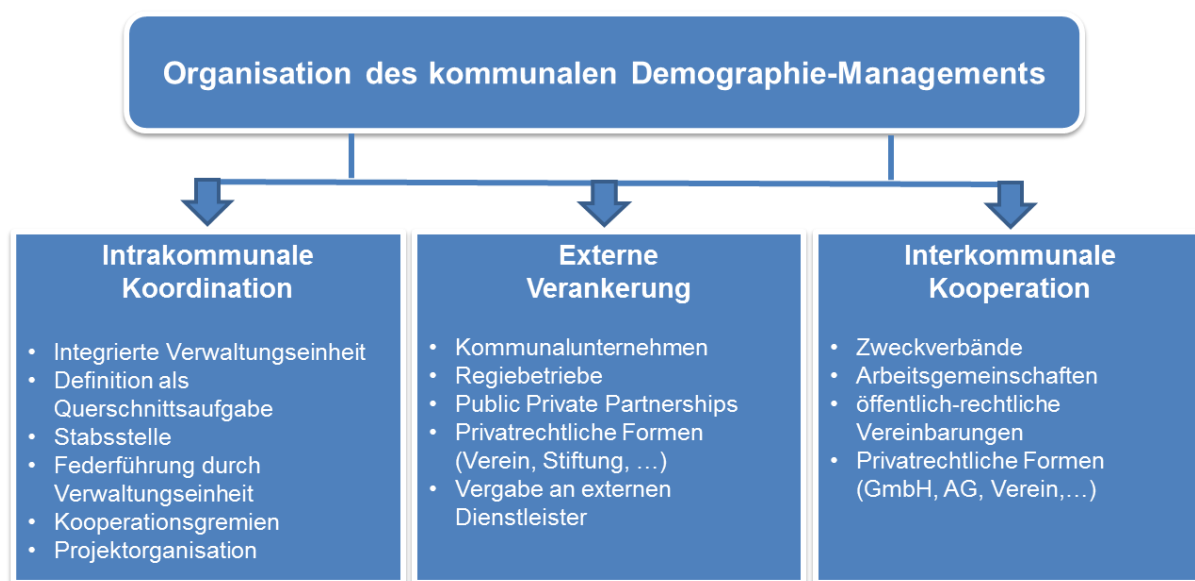 Organisation des kommunalen Demographie-Managements
Intrakommunale
Koordination
• Integrierte Verwaltungseinheit
• Definition als
Querschnittsaufgabe
• Stabsstelle
• Federführung durch
Verwaltungseinheit
• Kooperationsgremien
• Projektorganisation
Externe
Verankerung
• Kommunalunternehmen
• Regiebetriebe
• Public Private Partnerships
• Privatrechtliche Formen
(Verein, Stiftung, …)
• Vergabe an externen
Dienstleister
Interkommunale
Kooperation
• Zweckverbände
• Arbeitsgemeinschaften
• öffentlich-rechtliche
Vereinbarungen
• Privatrechtliche Formen
(GmbH, AG, Verein,…)